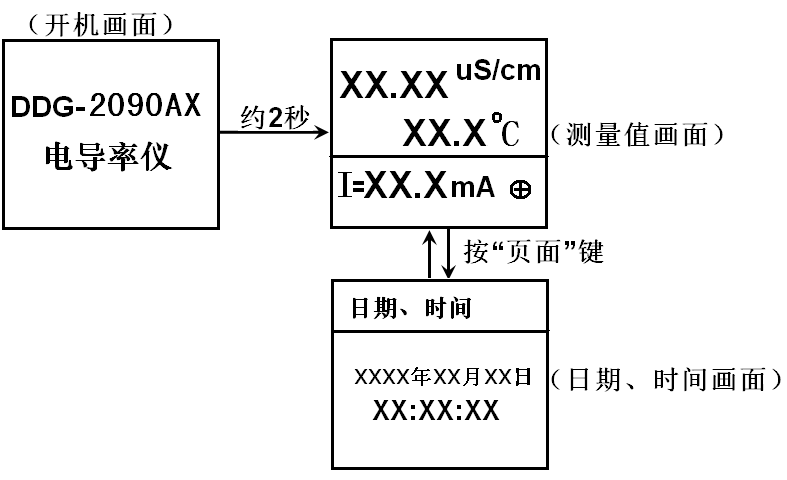 （开机画面）
DDG-2090AX
电导率仪
约2秒
XX.XX uS/cm
XX.X℃
I=XX.XmA ⊕
（测量值画面）
按“页面”键
日期、时间
XXXX年XX月XX日
XX:XX:XX
（日期、时间画面）